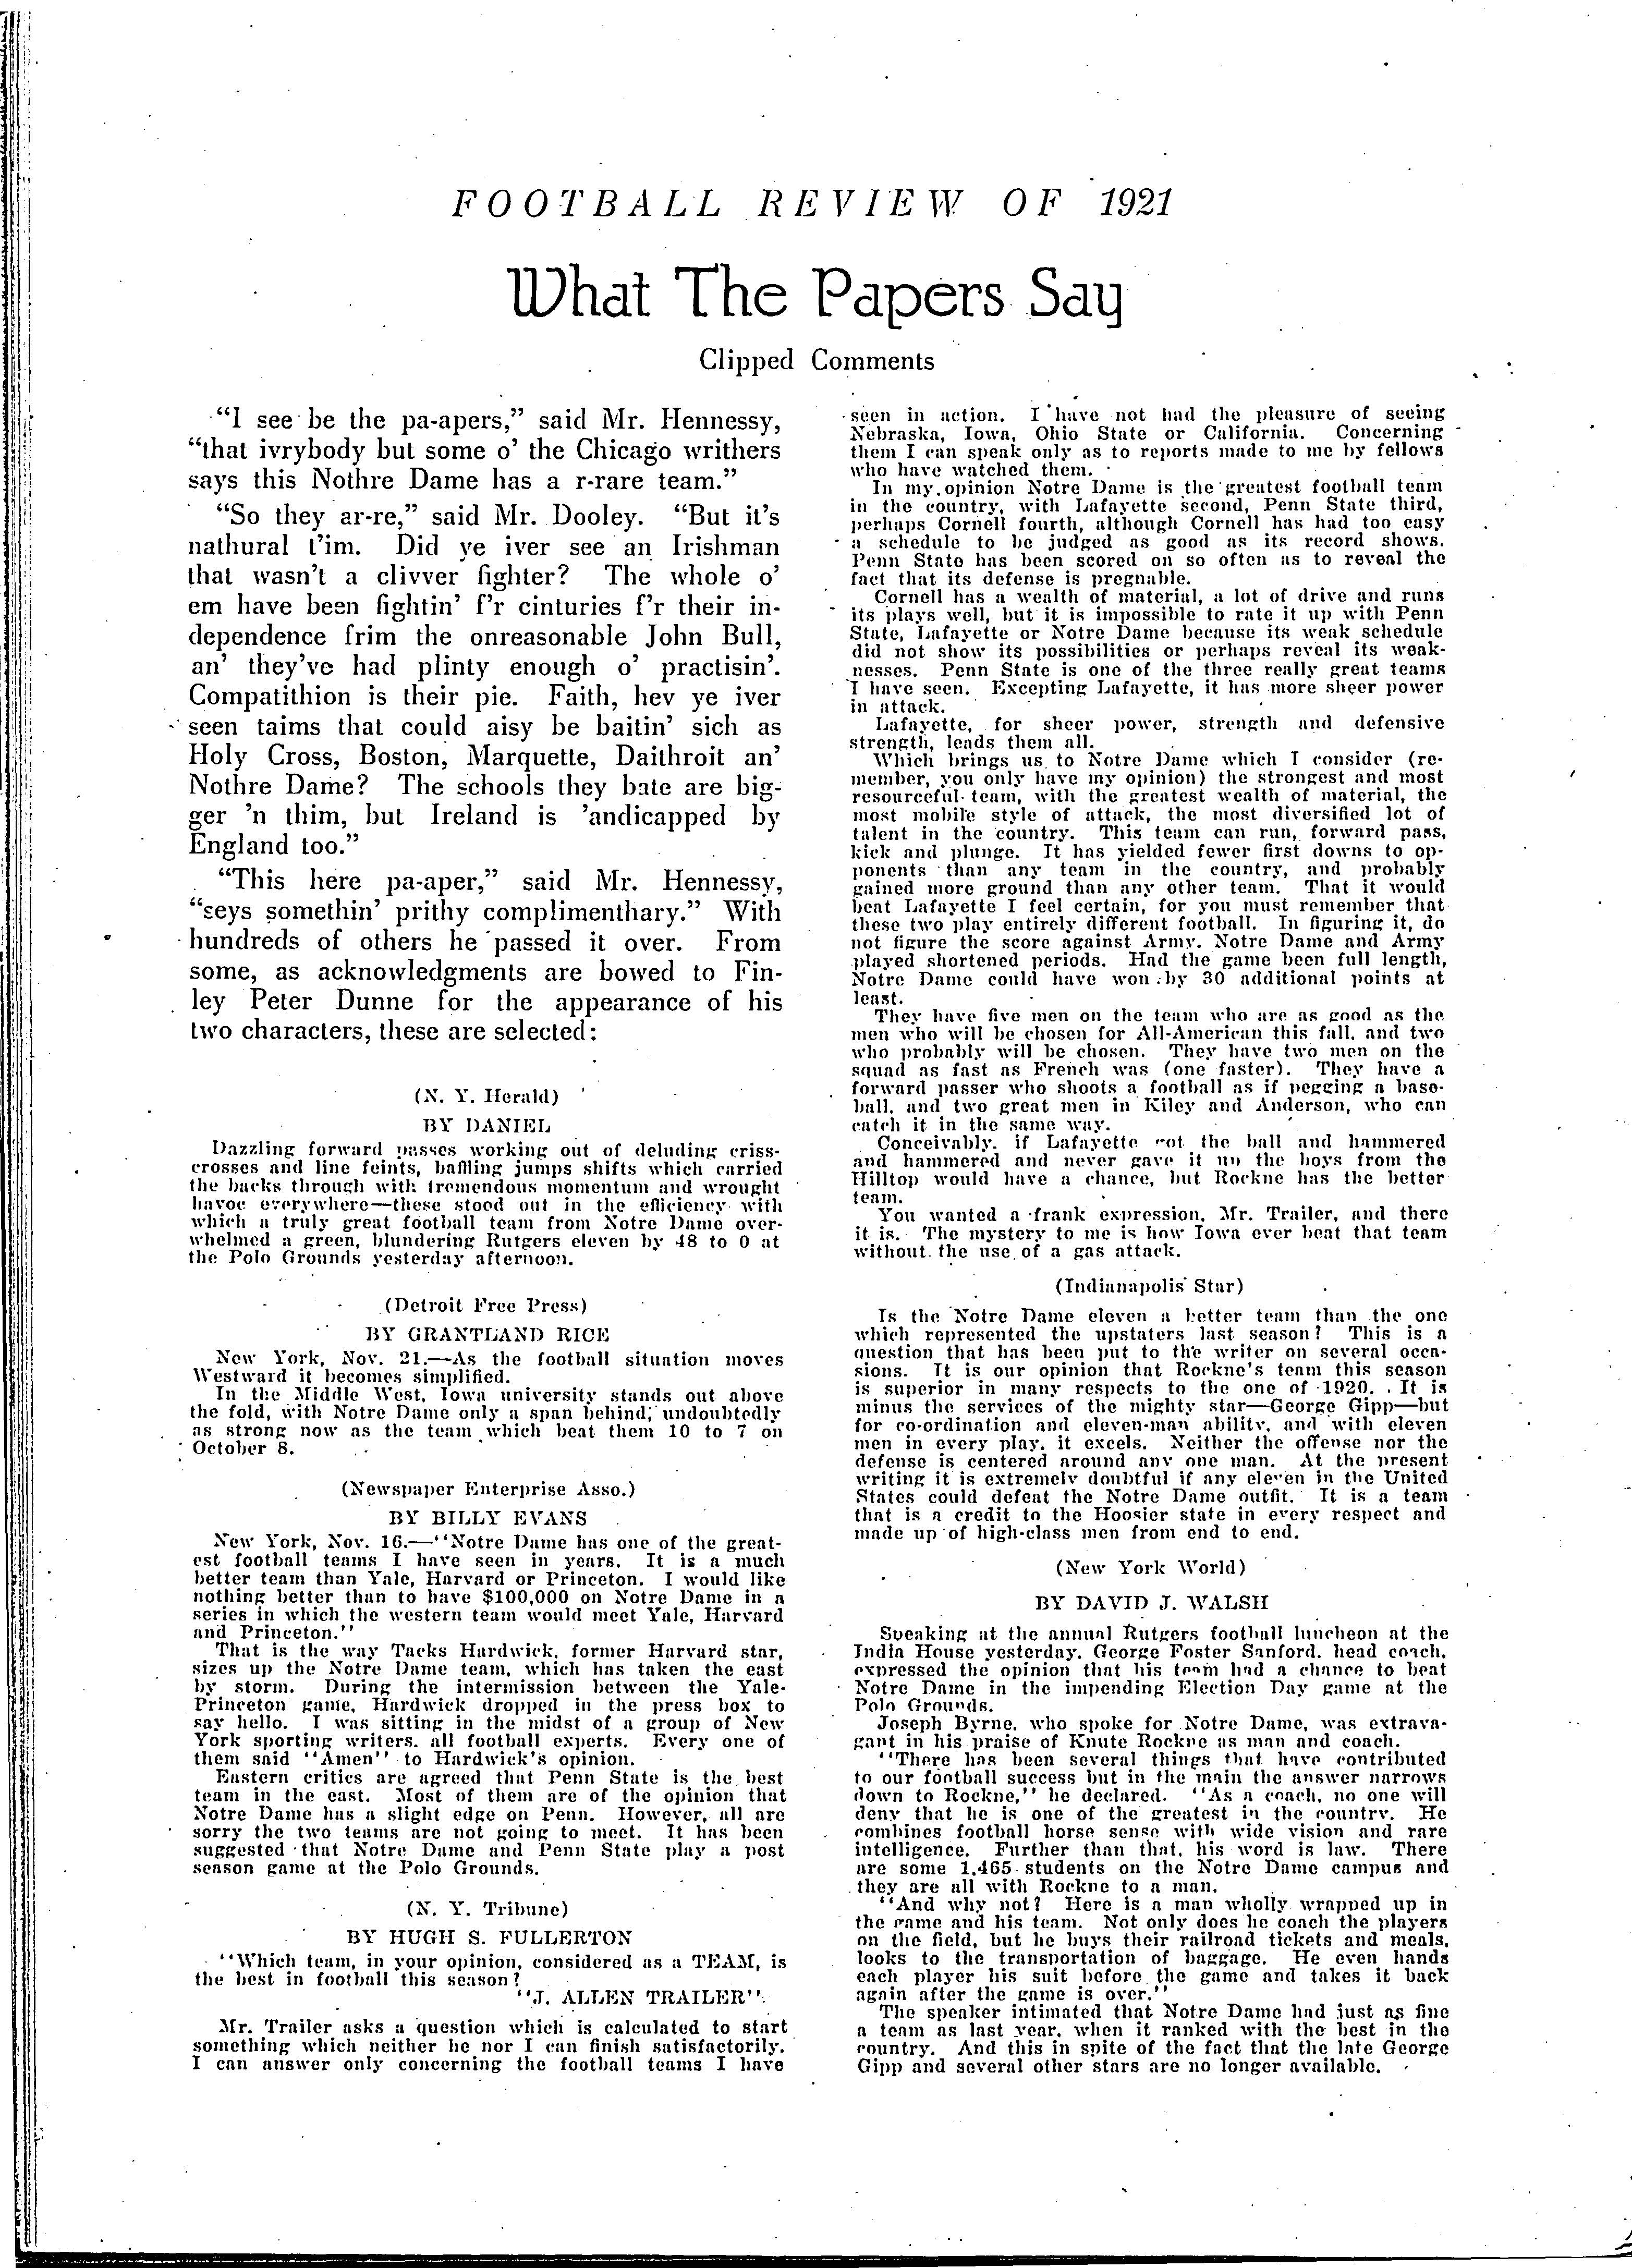 FOOTBALL REVIEW OF 1921
What The Papers Say
Clipped Comments
"I see be the pa-apers," said Mr. Hennessy,
"that ivrybody but some o' the Chicago writhers
says this Nothre Dame has a r-rare team."
"So they ar-re," said Mr. Dooley. "But it's
nathural t'im. Did ye iver see an Irishman
that wasn't a clivver fighter? The whole o'
em have been fightin' f'r cinturies f'r their in-
dependence frim the onreasonable John Bull,
an' they've had plinty enough o' practisin'.
Compatithion is their pie. Faith, hev ye iver
seen taims that could aisy be baitin' sich as
Holy Cross, Boston, Marquette, Daithroit an'
Nothre Dame? The schools they bate are big-
ger 'n thim, but Ireland is 'andicapped by
England too."
"This here pa-aper," said Mr. Hennessy,
"seys somethin' prithy complimenthary." With
hundreds of others he passed it over. From
some, as acknowledgments are bowed to Fin-
ley Peter Dunne for the appearance of his
two characters, these are selected:
(N. Y. Herald)
BY DANIEL
Dazzling forward passes working out of deluding criss-
crosses and line feints, baffling jumps shifts which carried
the backs through with tremendous momentum and wrought
havoc everywhere—these stood out in the efficiency with
which a truly great football team from Notre Dame over-
whelmed a green, blundering Rutgers eleven by 48 to 0 at
the Polo Grounds yesterday afternoon.
(Detroit Free Press)
BY GRANTLAND RICE
New York, Nov. 21.—As the football situation moves
Westward it becomes simplified.
In the Middle West, Iowa university stands out above
the fold, with Notre Dame only a span behind; undoubtedly
as strong now as the team which beat them 10 to 7 on
October 8.
(Newspaper Enterprise Asso.)
BY BILLY EVANS
New York, Nov. 16.—''Notre Dame has one of the great-
est football teams I have seen in years. It is a much
better team than Yale, Harvard or Princeton. I would like
nothing better than to have $100,000 on Notre Dame in a
series in which the western team would meet Yale, Harvard
and Princeton.''
That is the way Tacks Hardwick, former Harvard star,
sizes up the Notre Dame team, which has taken the east
by storm. During the intermission between the Yale-
Princeton game, Hardwick dropped in the press box to
say hello. I was sitting in the midst of a group of New
York sporting writers. all football experts. Every one of
them said ''Amen'' to Hardwick's opinion.
Eastern critics are agreed that Penn State is the best
team in the east. Most of them are of the opinion that
Notre Dame has a slight edge on Penn. However, all are
sorry the two teams are not going to meet. It has been
suggested that Notre Dame and Penn State play a post
season game at the Polo Grounds.
(N. Y. Tribune)
BY HUGH S. FULLERTON
''Which team, in your opinion, considered as a TEAM, is
the best in football this season?
''J. ALLEN TRAILER''
Mr. Trailer asks a question which is calculated to start
something which neither he nor I can finish satisfactorily.
I can answer only concerning the football teams I have
seen in action. I have not had the pleasure of seeing
Nebraska, Iowa, Ohio State or California. Concerning
them I can speak only as to reports made to me by fellows
who have watched them.
In my opinion Notre Dame is the greatest football team
in the country, with Lafayette second, Penn State third,
perhaps Cornell fourth, although Cornell has had too easy
a schedule to be judged as good as its record shows.
Penn State has been scored on so often as to reveal the
fact that its defense is pregnable.
Cornell has a wealth of material, a lot of drive and runs
its plays well, but it is impossible to rate it up with Penn
State, Lafayette or Notre Dame because its weak schedule
did not show its possibilities or perhaps reveal its weak-
nesses. Penn State is one of the three really great teams
I have seen. Excepting Lafayette, it has more sheer power
in attack.
Lafayette, for sheer power, strength and defensive
strength, leads them all.
Which brings us to Notre Dame which I consider (re-
member, you only have my opinion) the strongest and most
resourceful team, with the greatest wealth of material, the
most mobile style of attack, the most diversified lot of
talent in the country. This team can run, forward pass,
kick and plunge. It has yielded fewer first downs to op-
ponents than any team in the country, and probably
gained more ground than any other team. That it would
beat Lafayette I feel certain, for you must remember that
these two play entirely different football. In figuring it, do
not figure the score against Army. Notre Dame and Army
played shortened periods. Had the game been full length,
Notre Dame could have won by 30 additional points at
least.
They have five men on the team who are as good as the
men who will be chosen for All-American this fall, and two
who probably will be chosen. They have two men on the
squad as fast as French was (one faster). They have a
forward passer who shoots a football as if pegging a base-
ball, and two great men in Kiley and Anderson, who can
catch it in the same way.
Conceivably, if Lafayette got the ball and hammered
and hammered and never gave it up the boys from the
Hilltop would have a chance, but Rockne has the better
team.
You wanted a frank expression, Mr. Trailer, and there
it is. The mystery to me is how Iowa ever beat that team
without the use of a gas attack.
(Indianapolis Star)
Is the Notre Dame eleven a better team than the one
which represented the upstaters last season? This is a
question that has been put to the writer on several occa-
sions. It is our opinion that Rockne's team this season
is superior in many respects to the one of 1920. It is
minus the services of the mighty star—George Gipp—but
for co-ordination and eleven-man ability, and with eleven
men in every play, it excels. Neither the offense nor the
defense is centered around any one man. At the present
writing it is extremely doubtful if any eleven in the United
States could defeat the Notre Dame outfit. It is a team
that is a credit to the Hoosier state in every respect and
made up of high-class men from end to end.
(New York World)
BY DAVID J. WALSH
Speaking at the annual Rutgers football luncheon at the
India House yesterday, George Foster Sanford, head coach,
expressed the opinion that his team had a chance to beat
Notre Dame in the impending Election Day game at the
Polo Grounds.
Joseph Byrne, who spoke for Notre Dame, was extrava-
gant in his praise of Knute Rockne as man and coach.
''There has been several things that have contributed
to our football success but in the main the answer narrows
down to Rockne,'' he declared. ''As a coach, no one will
deny that he is one of the greatest in the country. He
combines football horse sense with wide vision and rare
intelligence. Further than that, his word is law. There
are some 1,465 students on the Notre Dame campus and
they are all with Rockne to a man.
''And why not? Here is a man wholly wrapped up in
the game and his team. Not only does he coach the players
on the field, but he buys their railroad tickets and meals,
looks to the transportation of baggage. He even hands
each player his suit before the game and takes it back
again after the game is over.''
The speaker intimated that Notre Dame had just as fine
a team as last year, when it ranked with the best in the
country. And this in spite of the fact that the late George
Gipp and several other stars are no longer available.